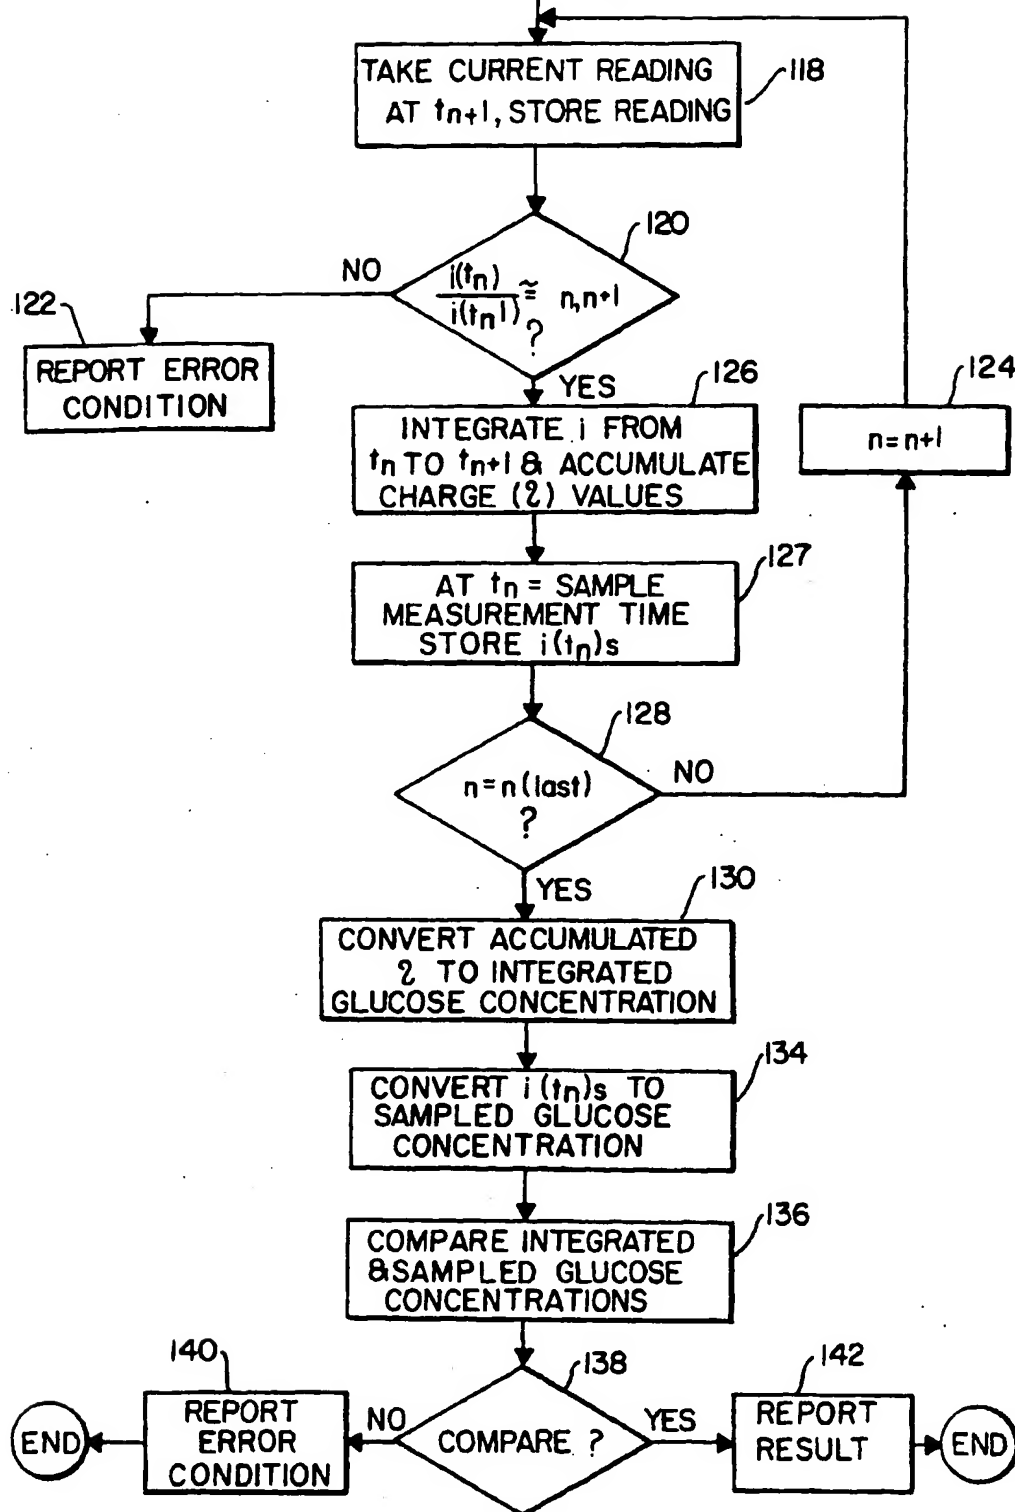 TAKE CURRENT READING
AT tn+1, STORE READING
118
120
NO
i(tn)
i(tn1)
≅ n,n+1
?
122
REPORT ERROR
CONDITION
YES
126
124
INTEGRATE i FROM
tn TO tn+1 & ACCUMULATE
CHARGE (q) VALUES
n=n+1
127
AT tn = SAMPLE
MEASUREMENT TIME
STORE i(tn)s
128
n=n(last)
?
NO
YES
130
CONVERT ACCUMULATED
q TO INTEGRATED
GLUCOSE CONCENTRATION
134
CONVERT i(tn)s TO
SAMPLED GLUCOSE
CONCENTRATION
136
COMPARE INTEGRATED
&SAMPLED GLUCOSE
CONCENTRATIONS
140
138
142
END
REPORT
ERROR
CONDITION
NO
COMPARE ?
YES
REPORT
RESULT
END